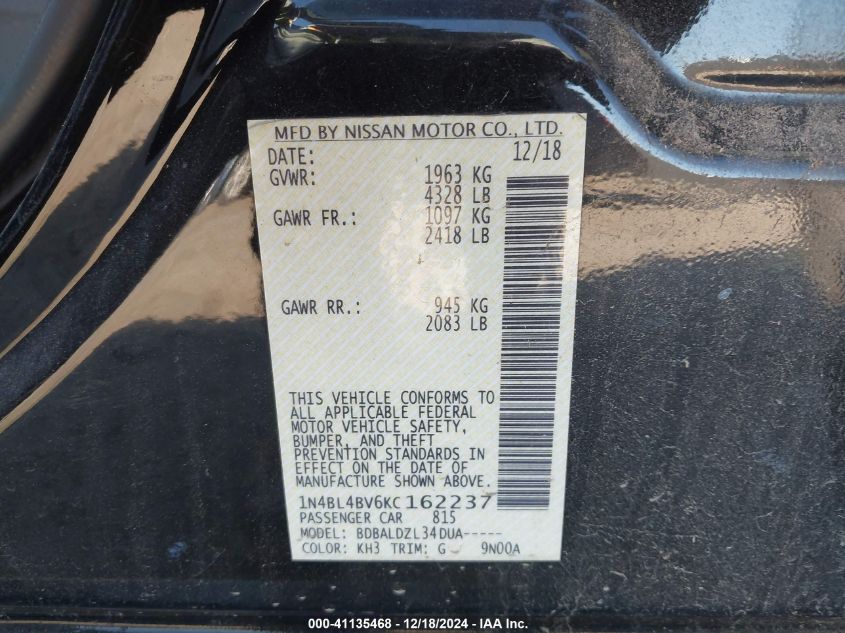 MFD BY NISSAN MOTOR CO., LTD.
DATE: 12/18
GVWR: 1963 KG
4328 LB
GAWR FR.: 1097 KG
2418 LB
GAWR RR.: 945 KG
2083 LB
THIS VEHICLE CONFORMS TO
ALL APPLICABLE FEDERAL
MOTOR VEHICLE SAFETY,
BUMPER, AND THEFT
PREVENTION STANDARDS IN
EFFECT ON THE DATE OF
MANUFACTURE SHOWN ABOVE.
1N4BL4BV6KC162237
PASSENGER CAR 815
MODEL: BDBALDZL34DUA-----
COLOR: KH3 TRIM: G 9N00A
000-41135468 - 12/18/2024 - IAA Inc.